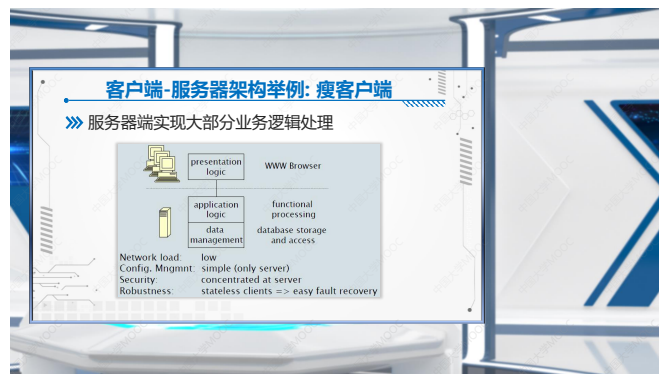 客户端-服务器架构举例: 瘦客户端
服务器端实现大部分业务逻辑处理
presentation
logic
WWW Browser
application
logic
functional
processing
data
management
database storage
and access
Network load: low
Config. Mngmnt: simple (only server)
Security: concentrated at server
Robustness: stateless clients => easy fault recovery